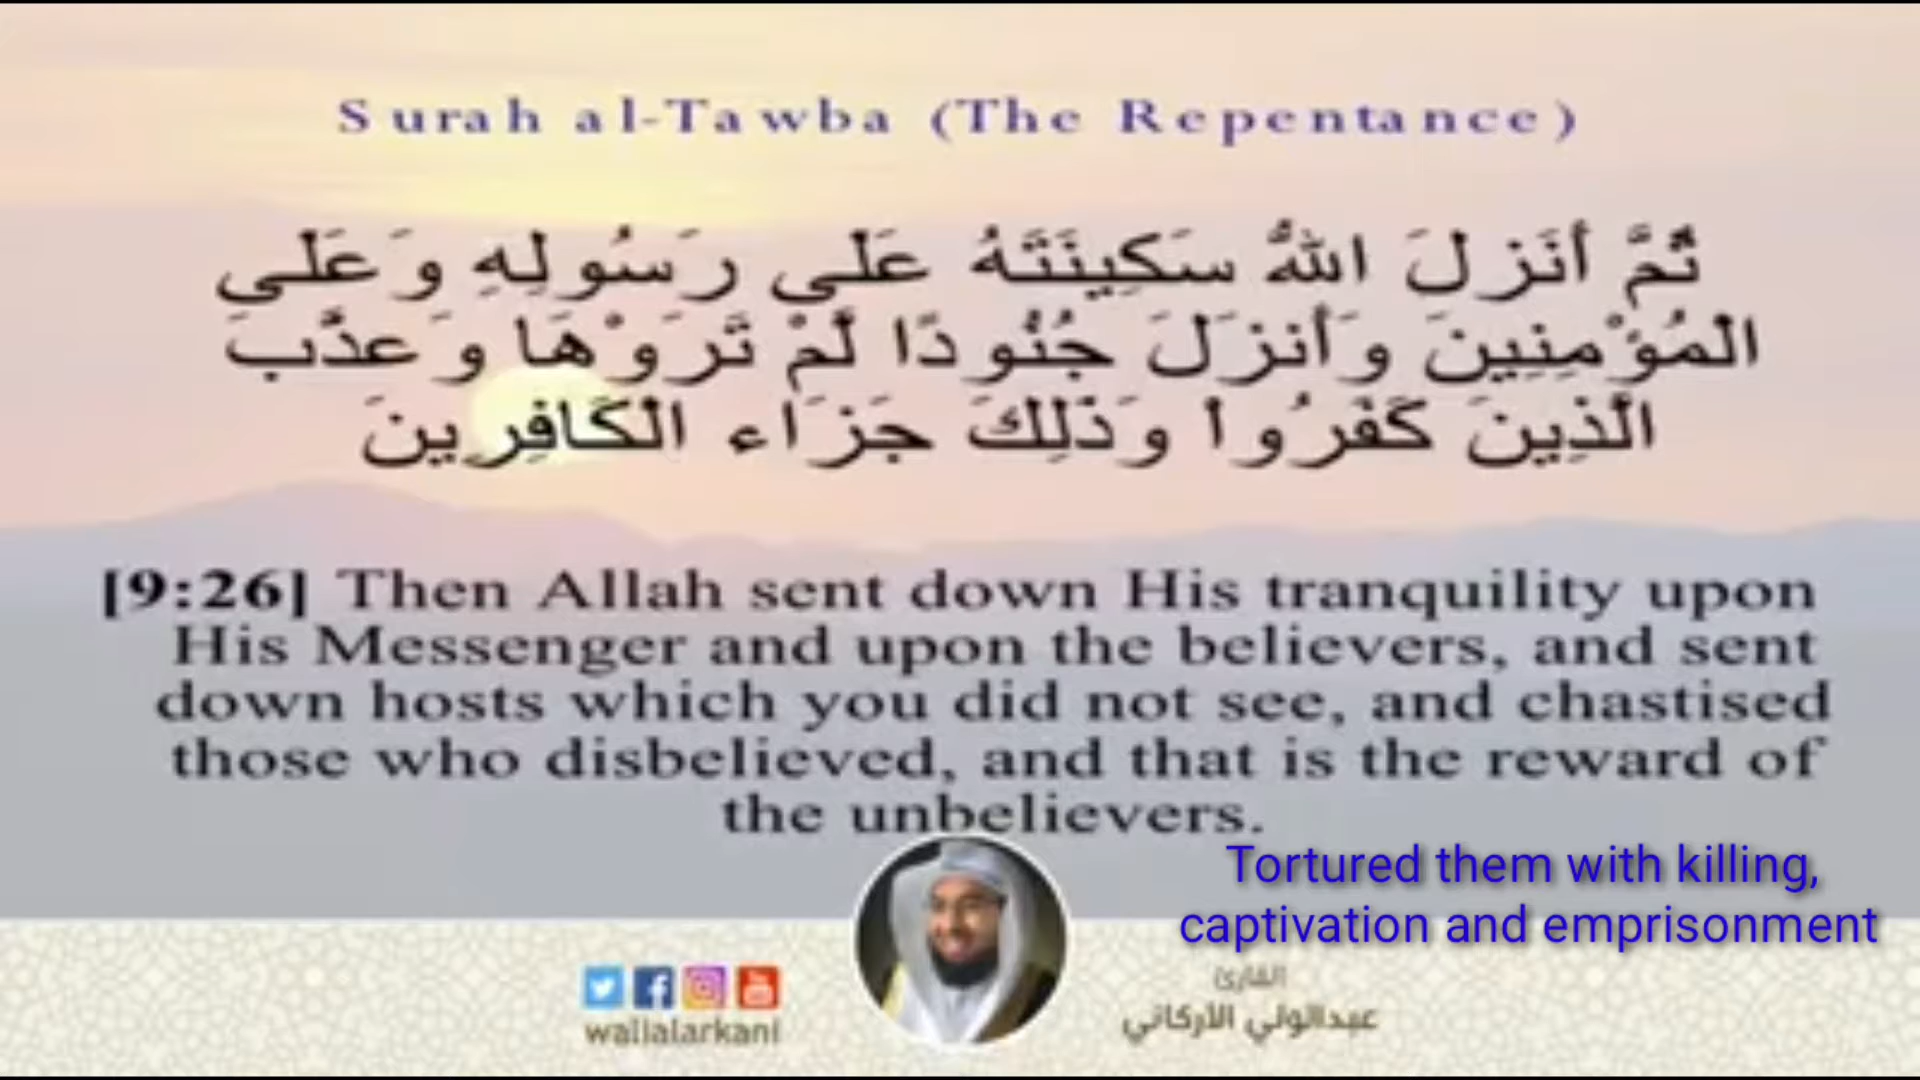 Surah al-Tawba (The Repentance)
ثُمَّ أَنَزلَ اللّهُ سَكِينَتَهُ عَلَى رَسُولِهِ وَعَلَى
الْمُؤْمِنِينَ وَأَنزَلَ جُنُودًا لَّمْ تَرَوْهَا وَعذَّبَ
الَّذِينَ كَفَرُواْ وَذَلِكَ جَزَاء الْكَافِرِينَ
[9:26] Then Allah sent down His tranquility upon
His Messenger and upon the believers, and sent
down hosts which you did not see, and chastised
those who disbelieved, and that is the reward of
the unbelievers.
Tortured them with killing,
captivation and emprisonment
walialarkani
القارئ
عبدالولي الأركاني